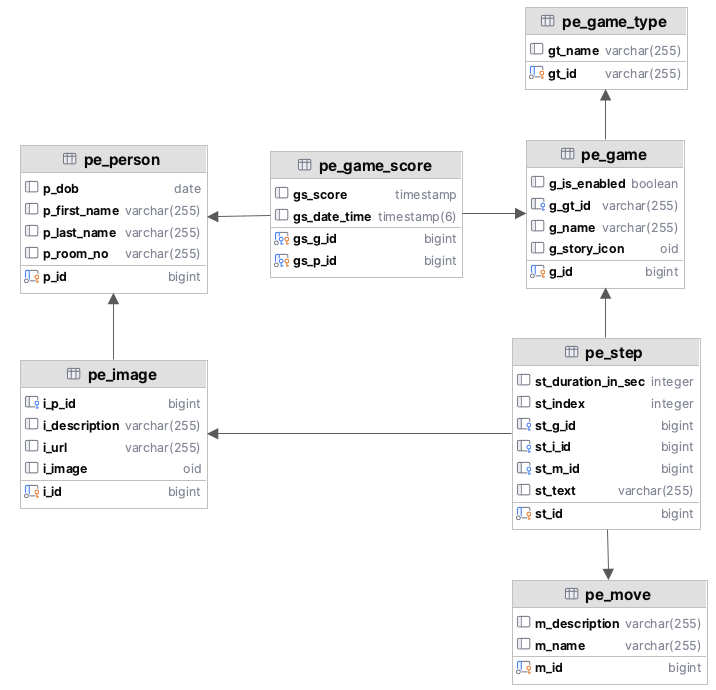 pe_game_type
gt_name varchar(255)
gt_id varchar(255)
pe_person
p_dob date
p_first_name varchar(255)
p_last_name varchar(255)
p_room_no varchar(255)
p_id bigint
pe_game_score
gs_score timestamp
gs_date_time timestamp(6)
gs_g_id bigint
gs_p_id bigint
pe_game
g_is_enabled boolean
g_gt_id varchar(255)
g_name varchar(255)
g_story_icon oid
g_id bigint
pe_image
i_p_id bigint
i_description varchar(255)
i_url varchar(255)
i_image oid
i_id bigint
pe_step
st_duration_in_sec integer
st_index integer
st_g_id bigint
st_i_id bigint
st_m_id bigint
st_text varchar(255)
st_id bigint
pe_move
m_description varchar(255)
m_name varchar(255)
m_id bigint